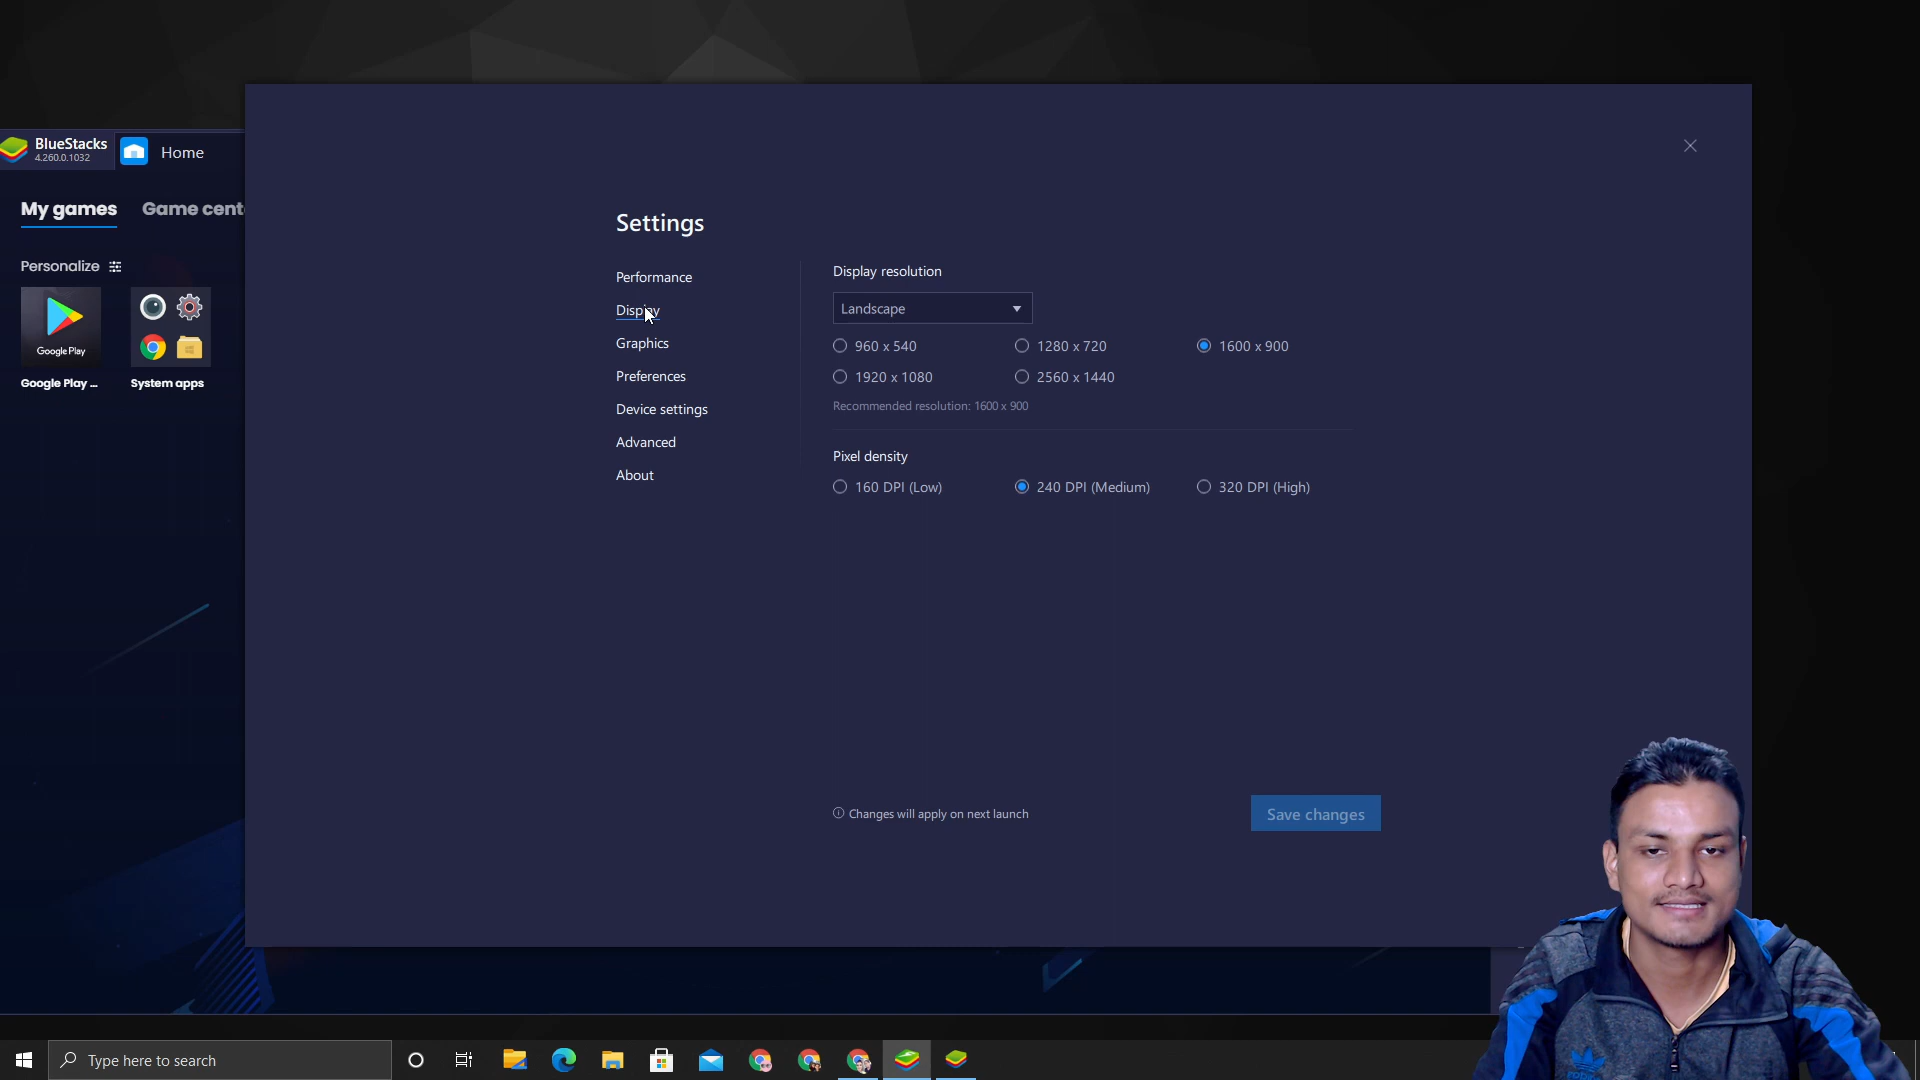 BlueStacks
4.260.0.1032
Home
My games
Game cent
Personalize
Google Play
Google Play ...
System apps
Settings
Performance
Display
Graphics
Preferences
Device settings
Advanced
About
Display resolution
Landscape
960 x 540
1280 x 720
1600 x 900
1920 x 1080
2560 x 1440
Recommended resolution: 1600 x 900
Pixel density
160 DPI (Low)
240 DPI (Medium)
320 DPI (High)
Changes will apply on next launch
Save changes
Type here to search